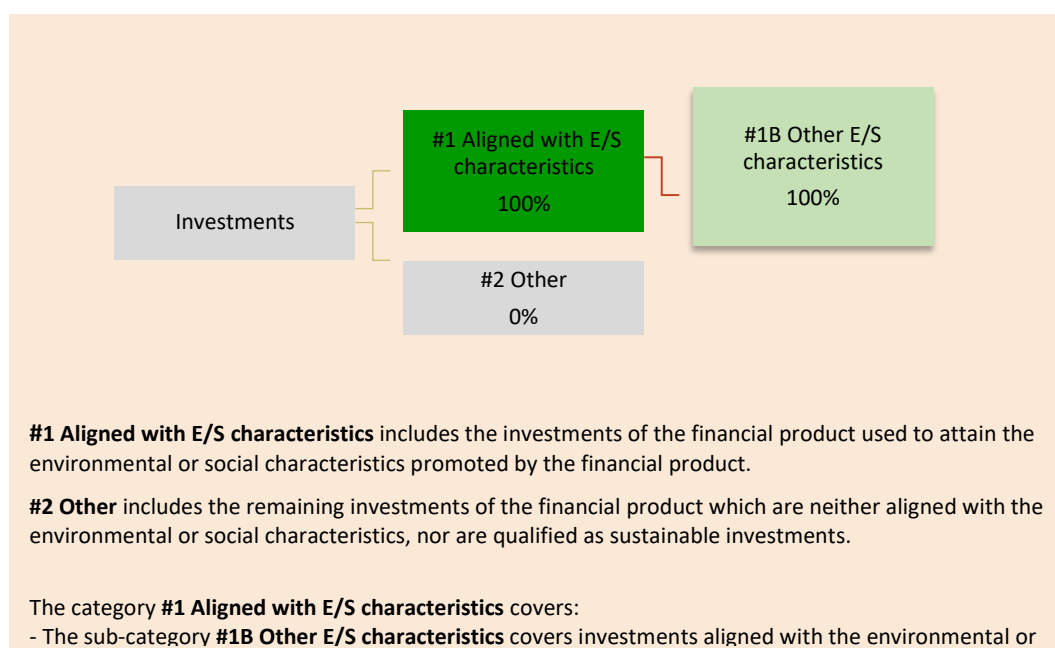 #1 Aligned with E/S
characteristics
100%
#1B Other E/S
characteristics
100%
Investments
#2 Other
0%
#1 Aligned with E/S characteristics includes the investments of the financial product used to attain the
environmental or social characteristics promoted by the financial product.
#2 Other includes the remaining investments of the financial product which are neither aligned with the
environmental or social characteristics, nor are qualified as sustainable investments.
The category #1 Aligned with E/S characteristics covers:
- The sub-category #1B Other E/S characteristics covers investments aligned with the environmental or